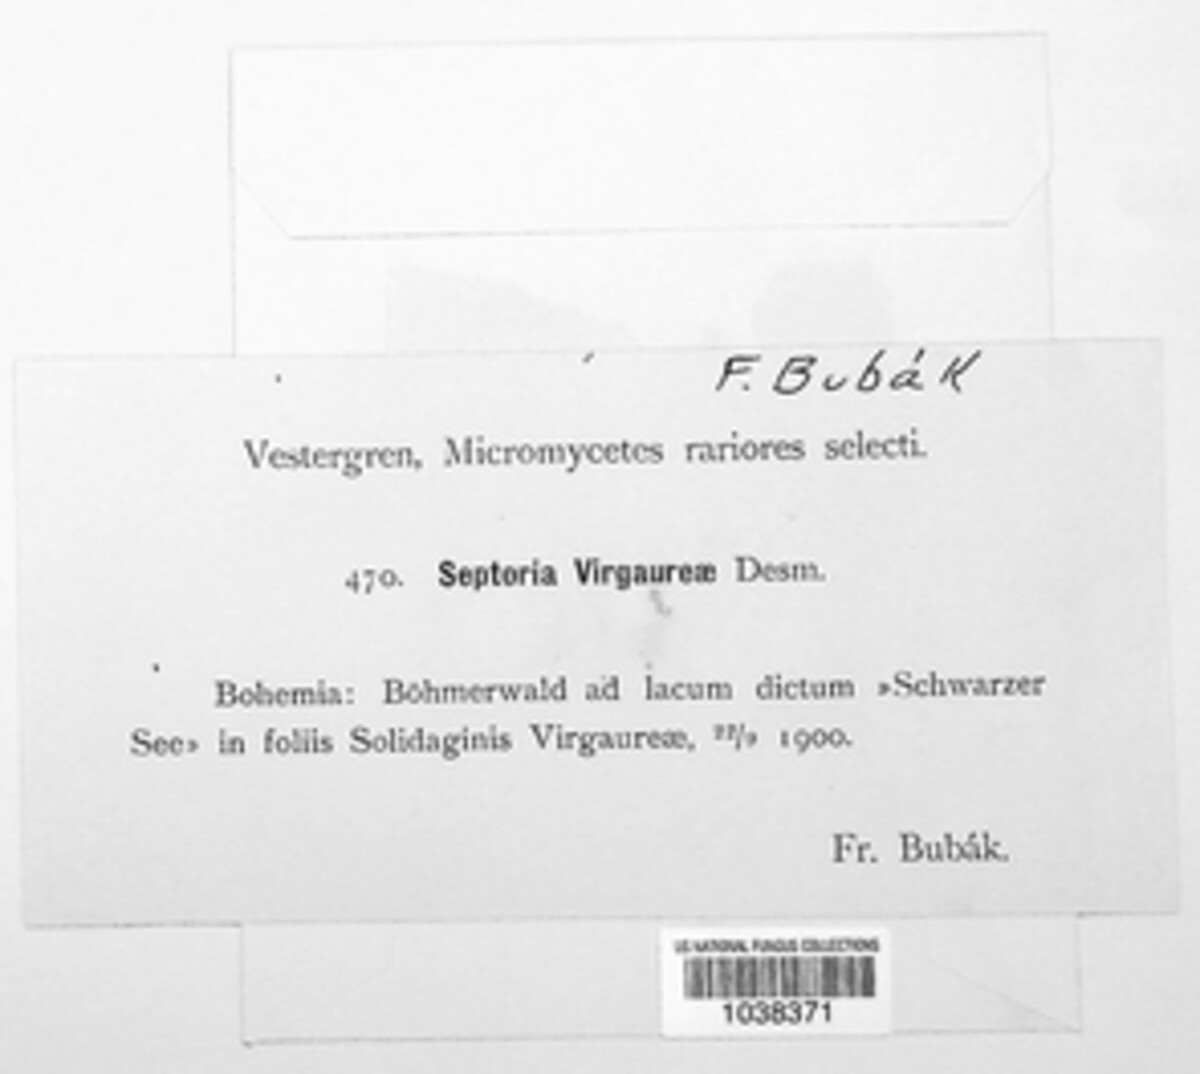 F. Bubák
Vestergren, Micromycetes rariores selecti.
470. Septoria Virgaureæ Desm.
Bohemia: Böhmerwald ad lacum dictum »Schwarzer
See» in foliis Solidaginis Virgaureæ, 22/9 1900.
Fr. Bubák.
US NATIONAL FUNGUS COLLECTIONS
1038371